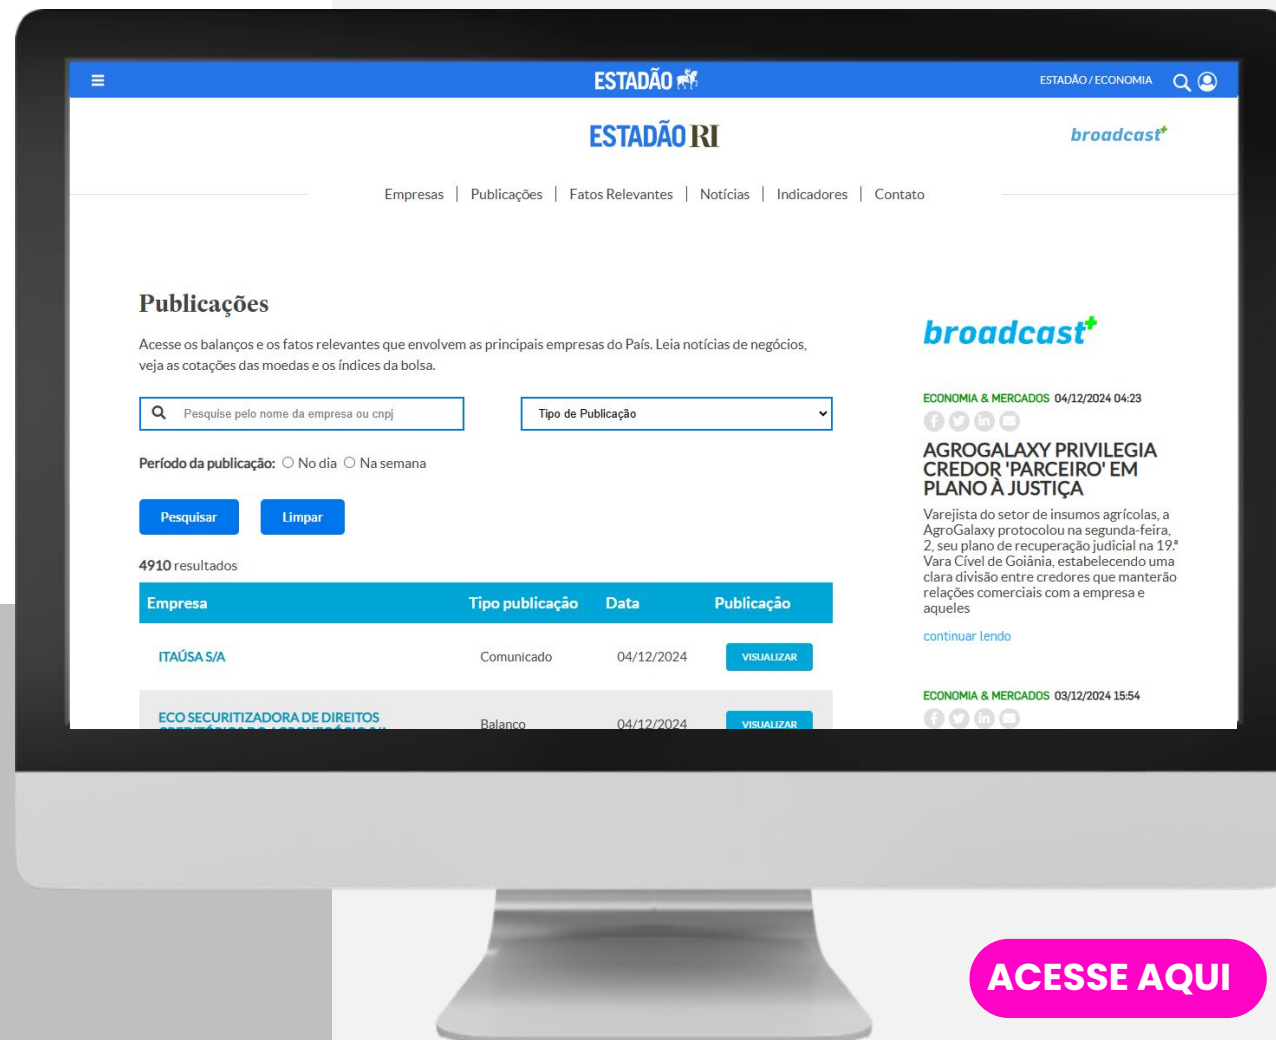 ESTADÃO
ESTADÃO / ECONOMIA
ESTADÃO RI
broadcast+
Empresas | Publicações | Fatos Relevantes | Notícias | Indicadores | Contato
Publicações
Acesse os balanços e os fatos relevantes que envolvem as principais empresas do País. Leia notícias de negócios,
veja as cotações das moedas e os índices da bolsa.
Pesquise pelo nome da empresa ou cnpj
Tipo de Publicação
Período da publicação: No dia Na semana
Pesquisar Limpar
4910 resultados
Empresa Tipo publicação Data Publicação
ITAÚSA S/A Comunicado 04/12/2024 VISUALIZAR
ECO SECURITIZADORA DE DIREITOS
CREDITÓRIOS DO AGRONEGÓCIO S/A
Balanço 04/12/2024 VISUALIZAR
broadcast+
ECONOMIA & MERCADOS 04/12/2024 04:23
AGROGALAXY PRIVILEGIA
CREDOR 'PARCEIRO' EM
PLANO À JUSTIÇA
Varejista do setor de insumos agrícolas, a
AgroGalaxy protocolou na segunda-feira,
2, seu plano de recuperação judicial na 19.ª
Vara Cível de Goiânia, estabelecendo uma
clara divisão entre credores que manterão
relações comerciais com a empresa e
aqueles
continuar lendo
ECONOMIA & MERCADOS 03/12/2024 15:54
ACESSE AQUI